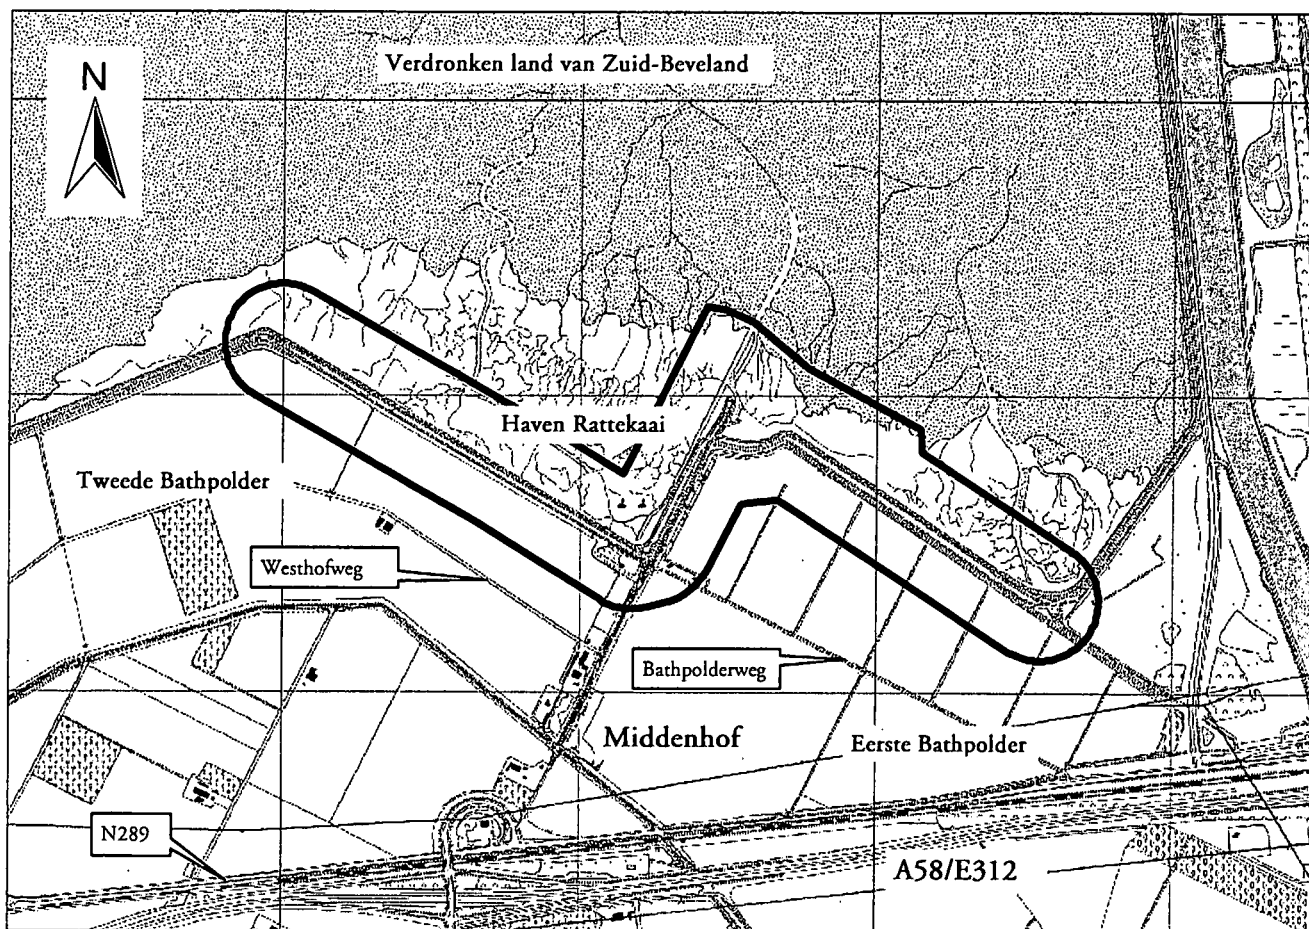 Verdronken land van Zuid-Beveland
N
Haven Rattekaai
Tweede Bathpolder
Westhofweg
Bathpolderweg
Middenhof
Eerste Bathpolder
N289
A58/E312